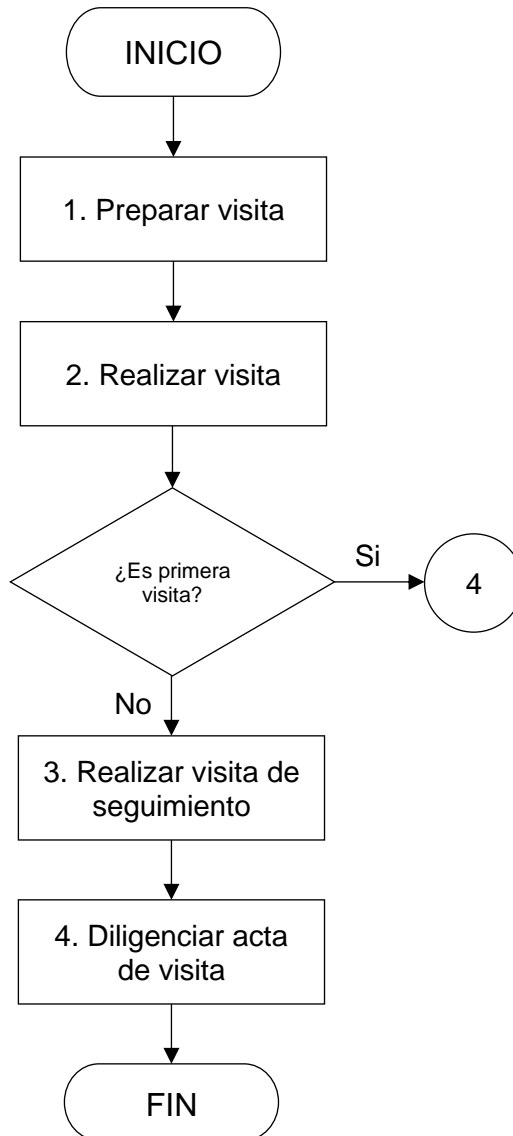 INICIO
1. Preparar visita
2. Realizar visita
¿Es primera
visita?
Si
4
No
3. Realizar visita de
seguimiento
4. Diligenciar acta
de visita
FIN